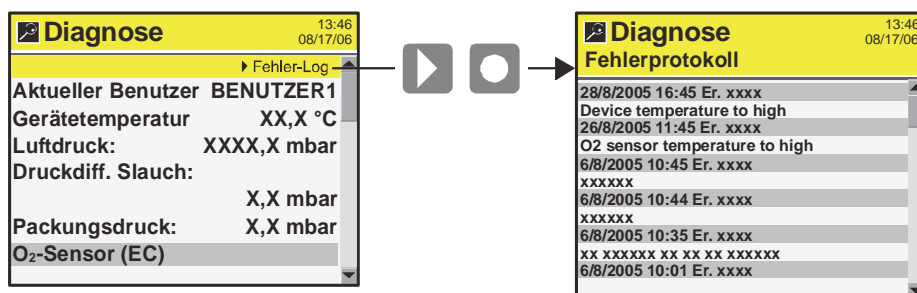 Diagnose
13:46
08/17/06
Fehler-Log
Aktueller Benutzer BENUTZER1
Gerätetemperatur XX,X °C
Luftdruck: XXXX,X mbar
Druckdiff. Slauch:
X,X mbar
Packungsdruck: X,X mbar
O₂-Sensor (EC)
Diagnose
13:46
08/17/06
Fehlerprotokoll
28/8/2005 16:45 Er. xxxx
Device temperature to high
26/8/2005 11:45 Er. xxxx
O2 sensor temperature to high
6/8/2005 10:45 Er. xxxx
xxxxxx
6/8/2005 10:44 Er. xxxx
xxxxxx
6/8/2005 10:35 Er. xxxx
xx xxxxxx xx xx xx xxxxxx
6/8/2005 10:01 Er. xxxx